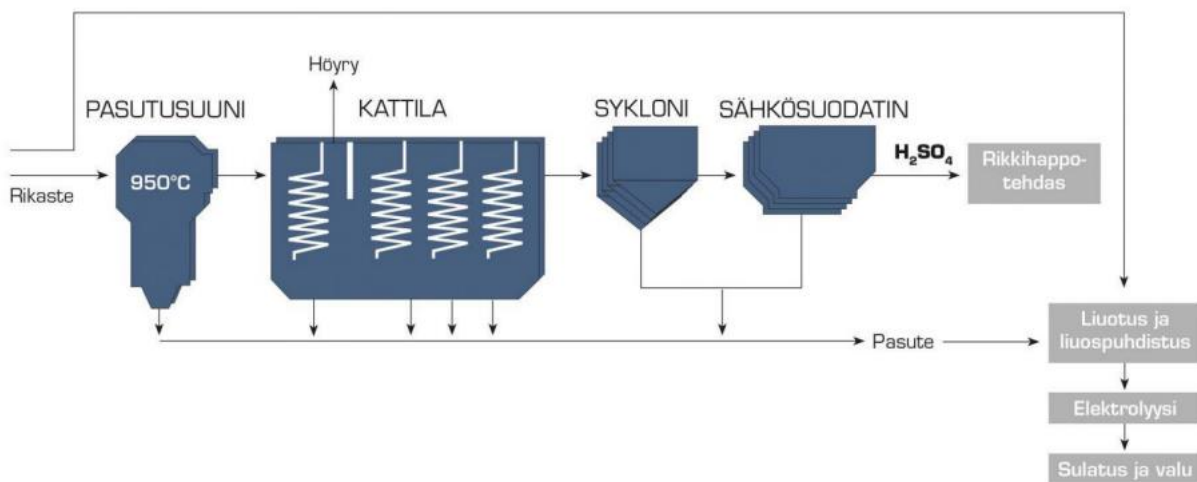 Höyry
PASUTUSUUNI
KATTILA
SYKLONI
SÄHKÖSUODATIN
950°C
Rikaste
H₂SO₄
Rikkihappo-
tehdas
Pasute
Liuotus ja
liuospuhdistus
Elektrolyysi
Sulatus ja valu